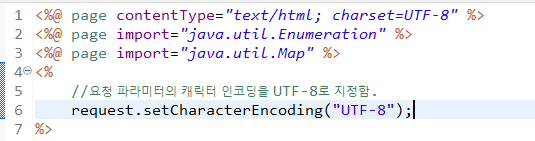 1 <%@ page contentType="text/html; charset=UTF-8" %>
2 <%@ page import="java.util.Enumeration" %>
3 <%@ page import="java.util.Map" %>
4 <%
5 //요청 파라미터의 캐릭터 인코딩을 UTF-8로 지정함.
6 request.setCharacterEncoding("UTF-8");
7 %>